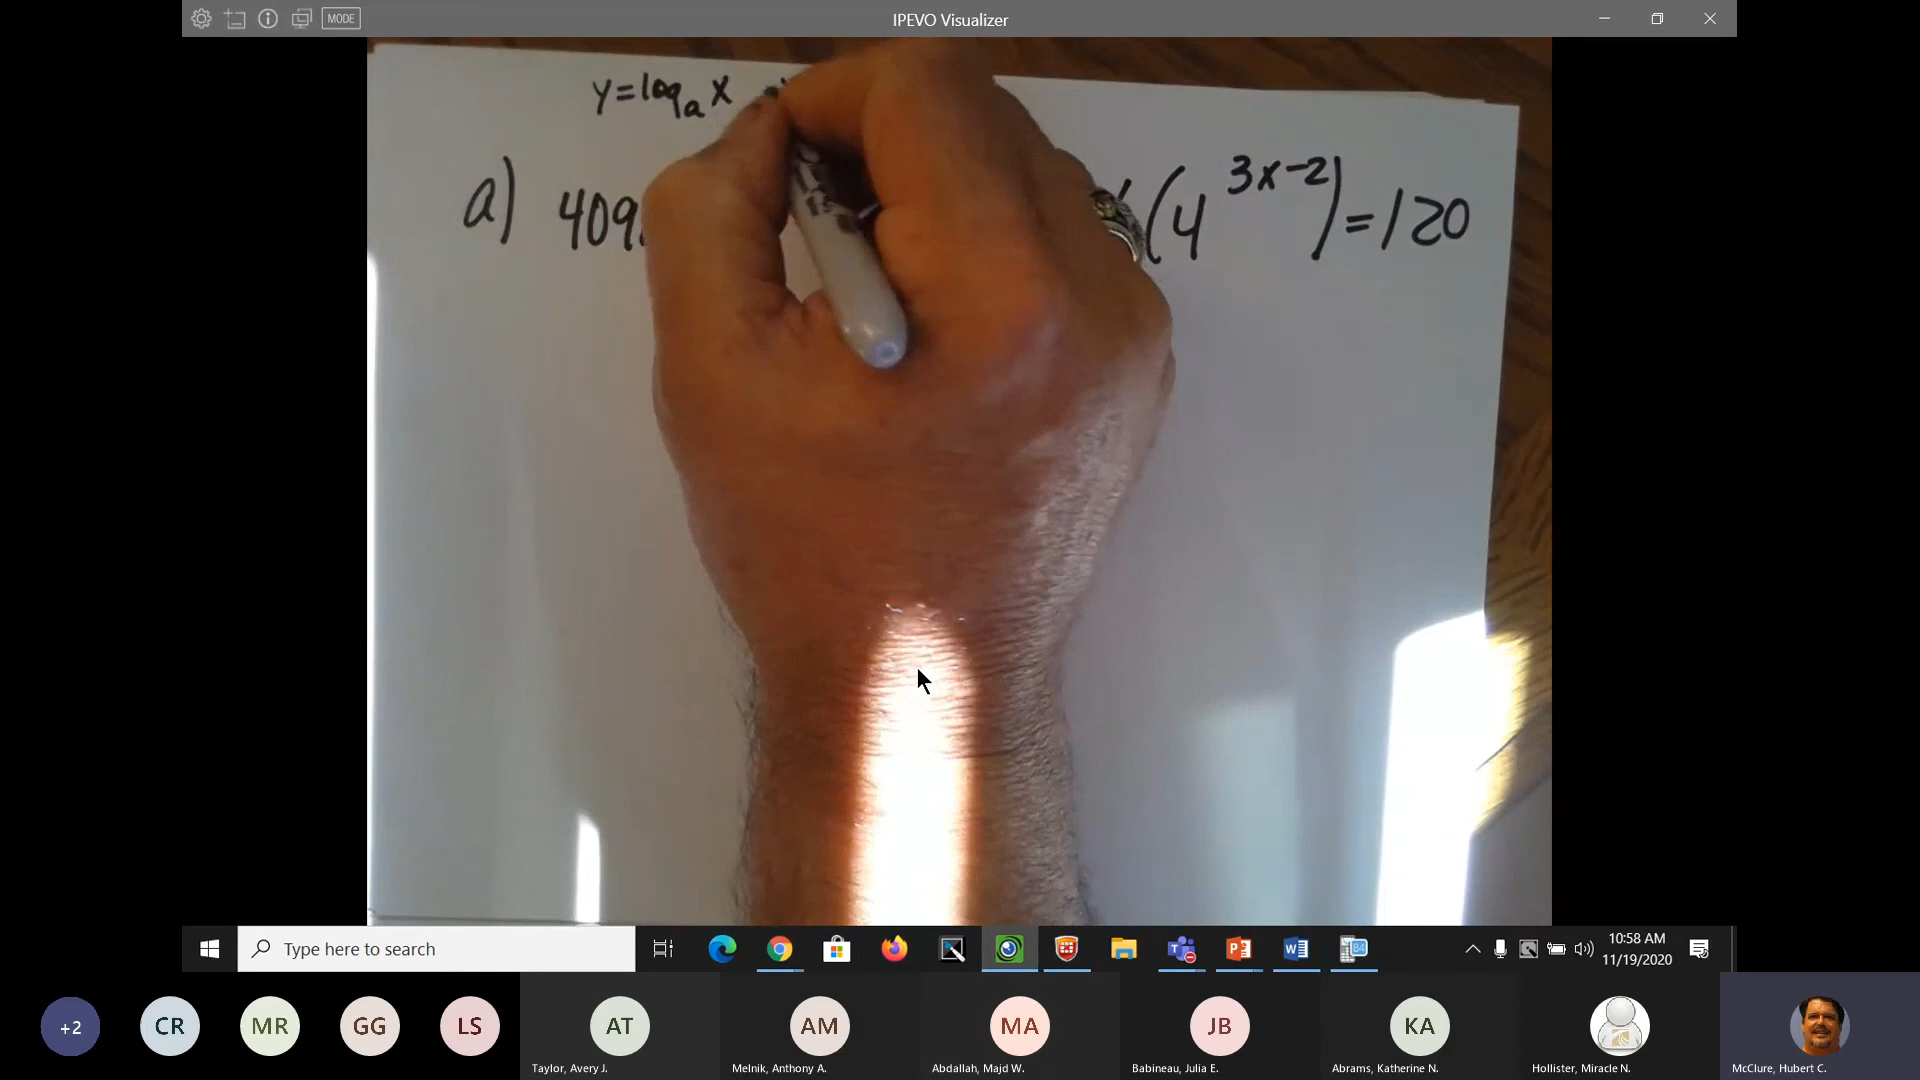 IPEVO Visualizer
MODE
y=logₐ x
a) 409
(4^(3x-2))=120
Type here to search
10:58 AM
11/19/2020
+2
CR
MR
GG
LS
AT
AM
MA
JB
KA
Taylor, Avery J.
Melnik, Anthony A.
Abdallah, Majd W.
Babineau, Julia E.
Abrams, Katherine N.
Hollister, Miracle N.
McClure, Hubert C.